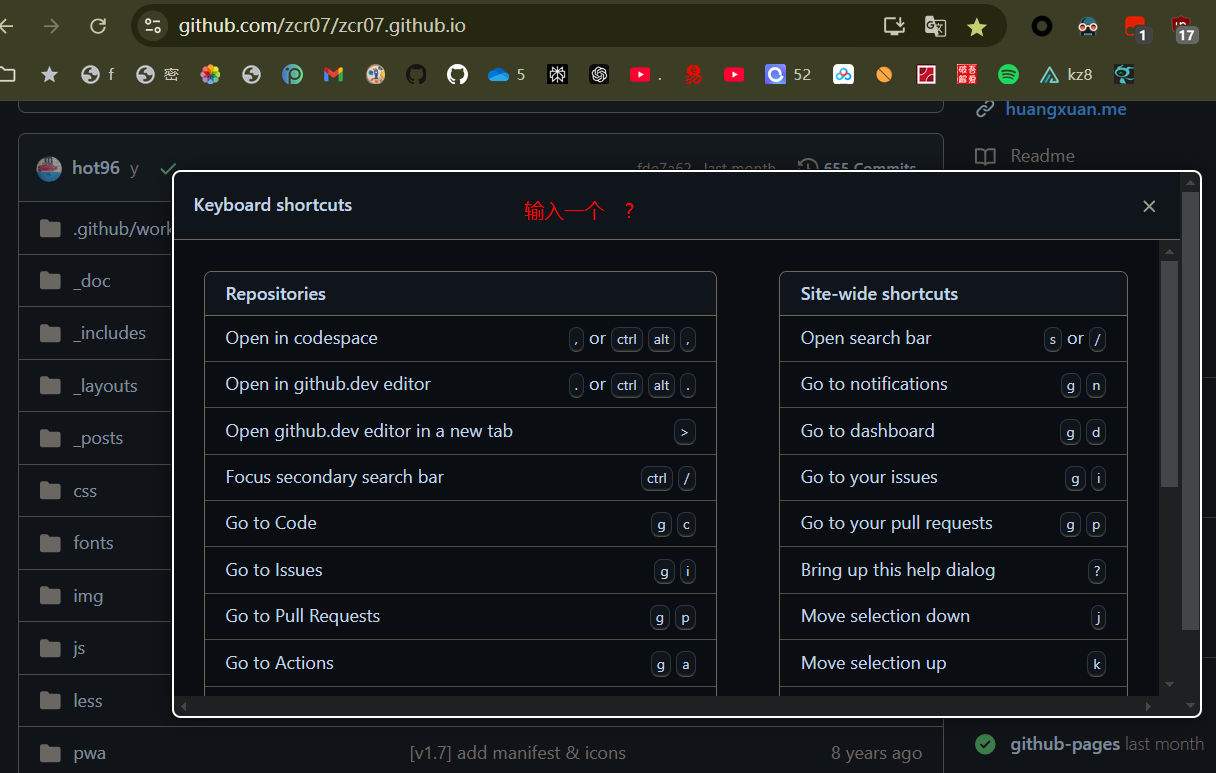 github.com/zcr07/zcr07.github.io
1
17
f
密
5
.
52
破吾
解爱
kz8
huangxuan.me
hot96 y
last month
655 Commits
Readme
Keyboard shortcuts
输入一个 ？
.github/work
_doc
_includes
_layouts
_posts
css
fonts
img
js
less
pwa
[v1.7] add manifest & icons
8 years ago
Repositories
Open in codespace , or ctrl alt ,
Open in github.dev editor . or ctrl alt .
Open github.dev editor in a new tab >
Focus secondary search bar ctrl /
Go to Code g c
Go to Issues g i
Go to Pull Requests g p
Go to Actions g a
Site-wide shortcuts
Open search bar s or /
Go to notifications g n
Go to dashboard g d
Go to your issues g i
Go to your pull requests g p
Bring up this help dialog ?
Move selection down j
Move selection up k
github-pages last month